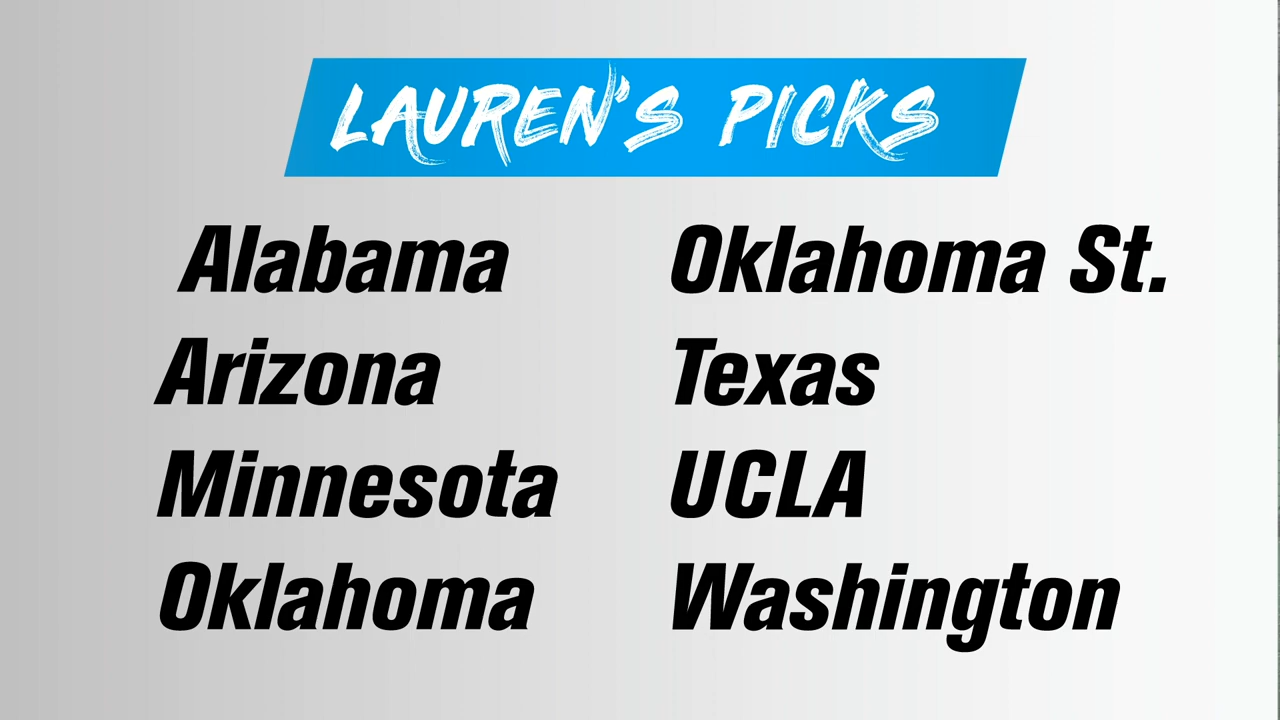 LAUREN'S PICKS
Alabama
Arizona
Minnesota
Oklahoma
Oklahoma St.
Texas
UCLA
Washington